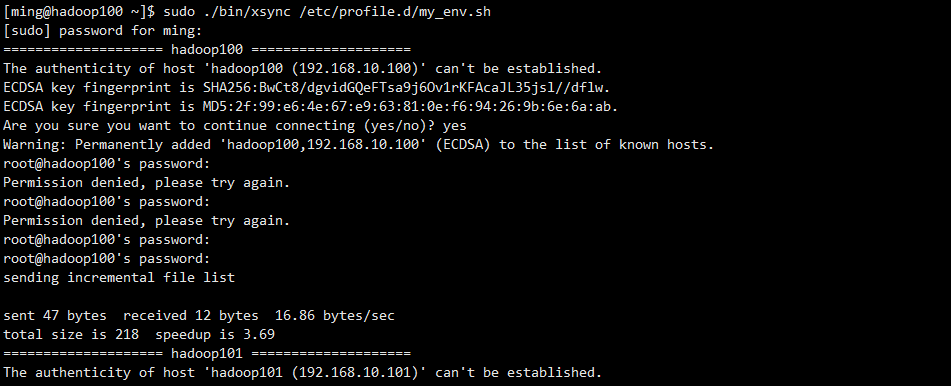 [ming@hadoop100 ~]$ sudo ./bin/xsync /etc/profile.d/my_env.sh
[sudo] password for ming:
==================== hadoop100 ====================
The authenticity of host 'hadoop100 (192.168.10.100)' can't be established.
ECDSA key fingerprint is SHA256:BwCt8/dgvidGQeFTsa9j6Ov1rKFAcaJL35jsl//dflw.
ECDSA key fingerprint is MD5:2f:99:e6:4e:67:e9:63:81:0e:f6:94:26:9b:6e:6a:ab.
Are you sure you want to continue connecting (yes/no)? yes
Warning: Permanently added 'hadoop100,192.168.10.100' (ECDSA) to the list of known hosts.
root@hadoop100's password:
Permission denied, please try again.
root@hadoop100's password:
Permission denied, please try again.
root@hadoop100's password:
root@hadoop100's password:
sending incremental file list
sent 47 bytes  received 12 bytes  16.86 bytes/sec
total size is 218  speedup is 3.69
==================== hadoop101 ====================
The authenticity of host 'hadoop101 (192.168.10.101)' can't be established.